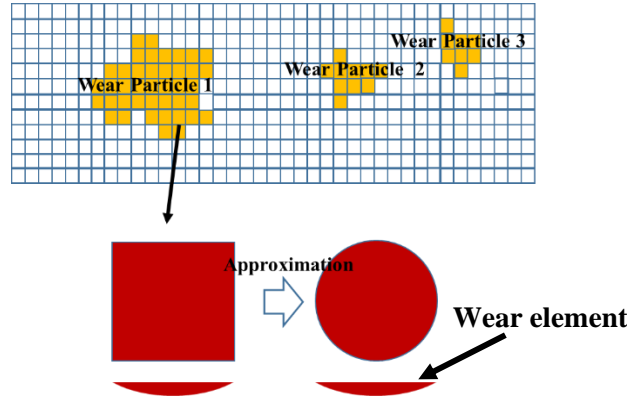 Wear Particle 3
Wear Particle 2
Wear Particle 1
Approximation
Wear element